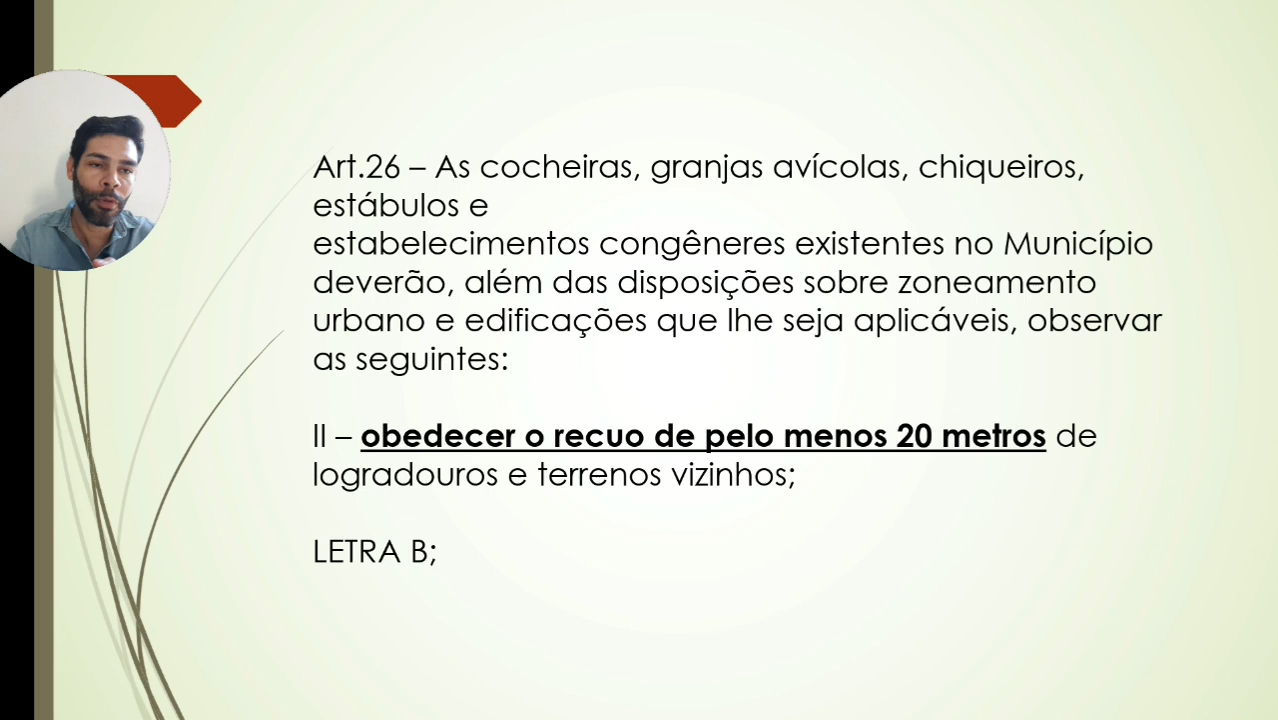 Art.26 – As cocheiras, granjas avícolas, chiqueiros,
estábulos e
estabelecimentos congêneres existentes no Município
deverão, além das disposições sobre zoneamento
urbano e edificações que lhe seja aplicáveis, observar
as seguintes:
II – obedecer o recuo de pelo menos 20 metros de
logradouros e terrenos vizinhos;
LETRA B;